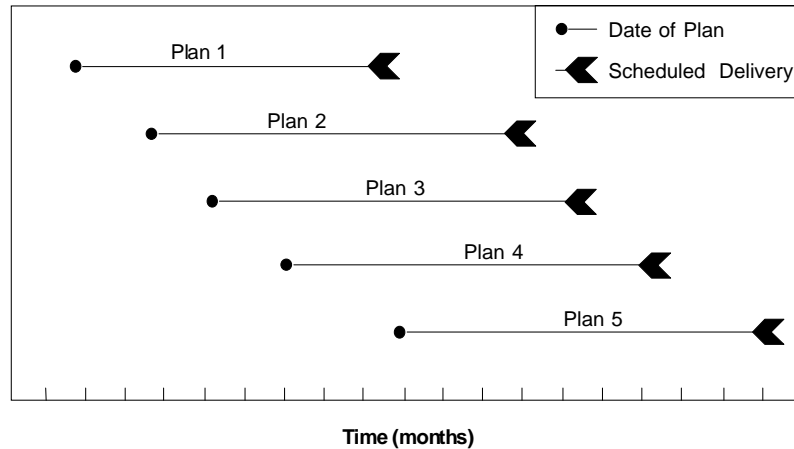 Date of Plan
Scheduled Delivery
Plan 1
Plan 2
Plan 3
Plan 4
Plan 5
Time (months)